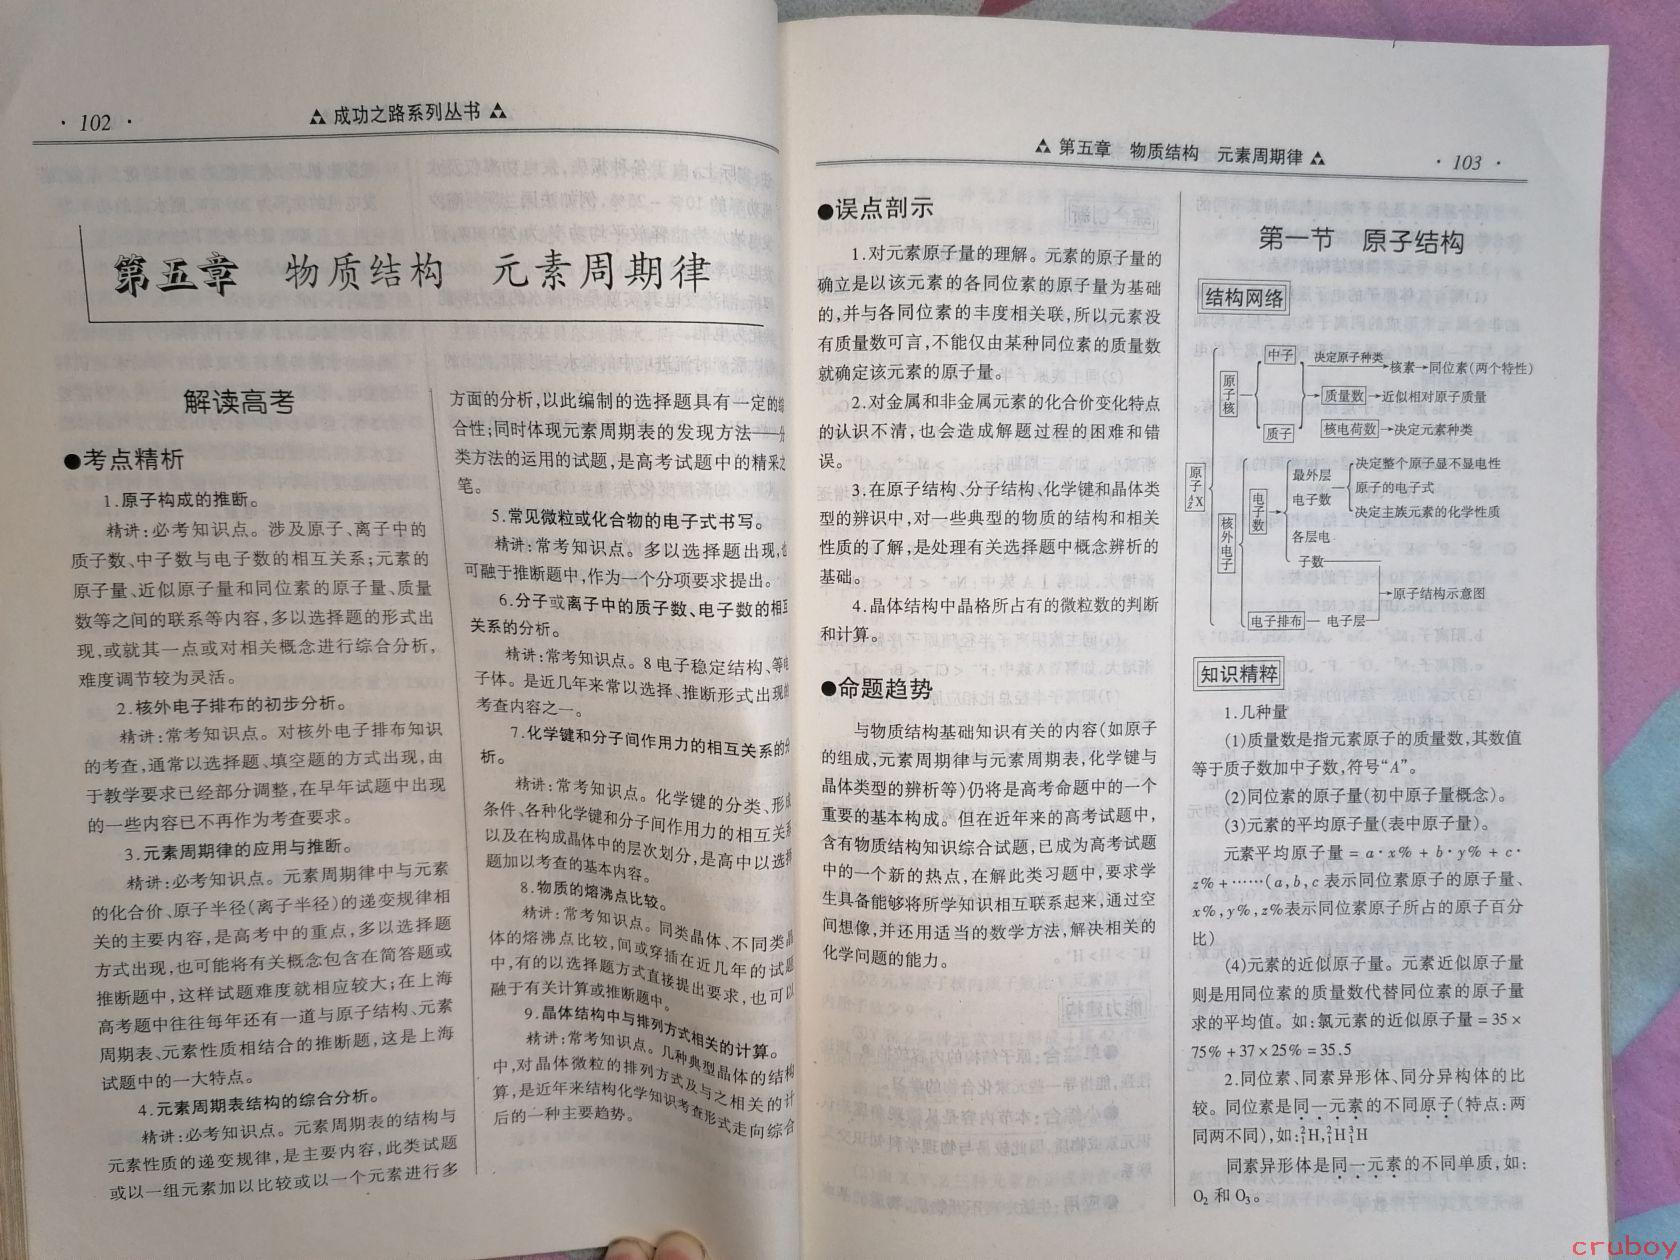 · 102 ·
成功之路系列丛书
第五章 物质结构 元素周期律
解读高考
●考点精析
1.原子构成的推断。
精讲:必考知识点。涉及原子、离子中的
质子数、中子数与电子数的相互关系;元素的
原子量、近似原子量和同位素的原子量、质量
数等之间的联系等内容,多以选择题的形式出
现,或就其一点或对相关概念进行综合分析,
难度调节较为灵活。
2.核外电子排布的初步分析。
精讲:常考知识点。对核外电子排布知识
的考查,通常以选择题、填空题的方式出现,由
于教学要求已经部分调整,在早年试题中出现
的一些内容已不再作为考查要求。
3.元素周期律的应用与推断。
精讲:必考知识点。元素周期律中与元素
的化合价、原子半径(离子半径)的递变规律相
关的主要内容,是高考中的重点,多以选择题
方式出现,也可能将有关概念包含在简答题或
推断题中,这样试题难度就相应较大;在上海
高考题中往往每年还有一道与原子结构、元素
周期表、元素性质相结合的推断题,这是上海
试题中的一大特点。
4.元素周期表结构的综合分析。
精讲:必考知识点。元素周期表的结构与
元素性质的递变规律,是主要内容,此类试题
或以一组元素加以比较或以一个元素进行多
方面的分析,以此编制的选择题具有一定的综
合性;同时体现元素周期表的发现方法——分
类方法的运用的试题,是高考试题中的精采之
笔。
5.常见微粒或化合物的电子式书写。
精讲:常考知识点。多以选择题出现,也
可融于推断题中,作为一个分项要求提出。
6.分子或离子中的质子数、电子数的相互
关系的分析。
精讲:常考知识点。8电子稳定结构、等电
子体。是近几年来常以选择、推断形式出现的
考查内容之一。
7.化学键和分子间作用力的相互关系的分
析。
精讲:常考知识点。化学键的分类、形成
条件、各种化学键和分子间作用力的相互关系
以及在构成晶体中的层次划分,是高中以选择
题加以考查的基本内容。
8.物质的熔沸点比较。
精讲:常考知识点。同类晶体、不同类晶
体的熔沸点比较,间或穿插在近几年的试题
中,有的以选择题方式直接提出要求,也可以
融于有关计算或推断题中。
9.晶体结构中与排列方式相关的计算。
精讲:常考知识点。几种典型晶体的结构
中,对晶体微粒的排列方式及与之相关的计
算,是近年来结构化学知识考查形式走向综合
后的一种主要趋势。
第五章 物质结构 元素周期律
· 103 ·
●误点剖示
1.对元素原子量的理解。元素的原子量的
确立是以该元素的各同位素的原子量为基础
的,并与各同位素的丰度相关联,所以元素没
有质量数可言,不能仅由某种同位素的质量数
就确定该元素的原子量。
2.对金属和非金属元素的化合价变化特点
的认识不清,也会造成解题过程的困难和错
误。
3.在原子结构、分子结构、化学键和晶体类
型的辨识中,对一些典型的物质的结构和相关
性质的了解,是处理有关选择题中概念辨析的
基础。
4.晶体结构中晶格所占有的微粒数的判断
和计算。
●命题趋势
与物质结构基础知识有关的内容(如原子
的组成,元素周期律与元素周期表,化学键与
晶体类型的辨析等)仍将是高考命题中的一个
重要的基本构成。但在近年来的高考试题中,
含有物质结构知识综合试题,已成为高考试题
中的一个新的热点,在解此类习题中,要求学
生具备能够将所学知识相互联系起来,通过空
间想像,并还用适当的数学方法,解决相关的
化学问题的能力。
第一节 原子结构
结构网络
原子 A Z X
原子核
中子
决定原子种类
核素→同位素(两个特性)
质量数→近似相对原子质量
质子
核电荷数→决定元素种类
核外电子
电子数
最外层
电子数
决定整个原子显不显电性
原子的电子式
决定主族元素的化学性质
各层电
子数
原子结构示意图
电子排布—电子层
知识精粹
1.几种量
(1)质量数是指元素原子的质量数,其数值
等于质子数加中子数,符号“A”。
(2)同位素的原子量(初中原子量概念)。
(3)元素的平均原子量(表中原子量)。
元素平均原子量 = a·x% + b·y% + c·
z% + ……(a,b,c 表示同位素原子的原子量、
x%,y%,z%表示同位素原子所占的原子百分
比)
(4)元素的近似原子量。元素近似原子量
则是用同位素的质量数代替同位素的原子量
求的平均值。如:氯元素的近似原子量 = 35 ×
75% + 37 × 25% = 35.5
2.同位素、同素异形体、同分异构体的比
较。同位素是同一元素的不同原子(特点:两
同两不同),如:²₁H,²₁H³₁H
同素异形体是同一元素的不同单质,如:
O₂ 和 O₃。
cruboy